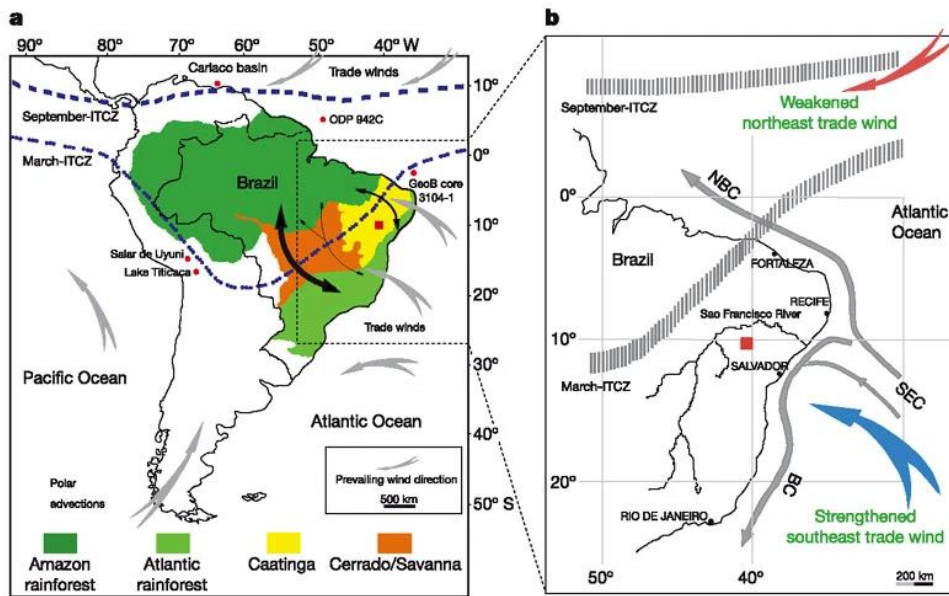 a
90° 80° 70° 60° 50° 40° W
Cariaco basin
Trade winds
10°
September-ITCZ
ODP 942C
March-ITCZ
0°
GeoB core
3104-1
Brazil
10°
Salar de Uyuni
Lake Titicaca
20°
Trade winds
30°
Pacific Ocean
Atlantic Ocean
40°
Polar
advections
Prevailing wind direction
500 km
50° S
Amazon
rainforest
Atlantic
rainforest
Caatinga
Cerrado/Savanna
b
September-ITCZ
Weakened
northeast trade wind
NBC
0°
Atlantic
Ocean
Brazil
FORTALEZA
RECIFE
Sao Francisco River
10°
SALVADOR
March-ITCZ
SEC
BC
20°
RIO DE JANEIRO
Strengthened
southeast trade wind
50° 40° 200 km